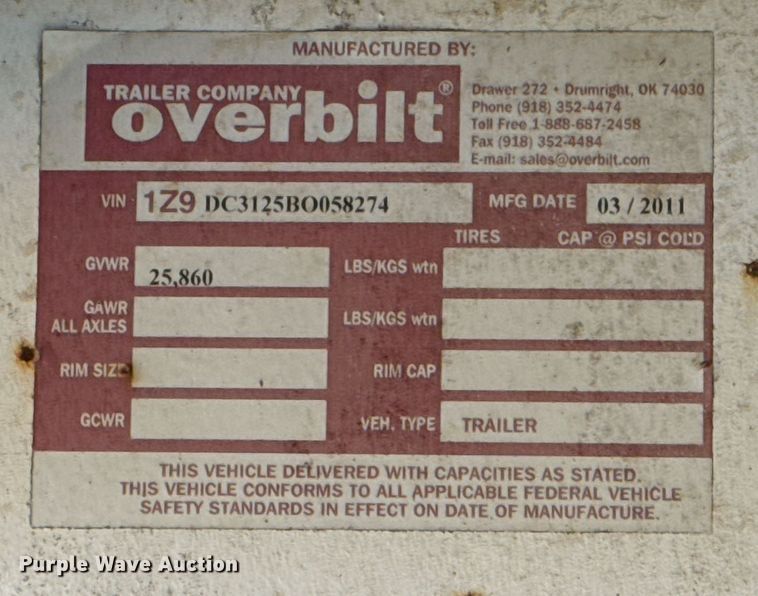 MANUFACTURED BY:
TRAILER COMPANY
overbilt®
Drawer 272 • Drumright, OK 74030
Phone (918) 352-4474
Toll Free 1-888-687-2458
Fax (918) 352-4484
E-mail: sales@overbilt.com
VIN 1Z9 DC3125BO058274 MFG DATE 03 / 2011
TIRES CAP @ PSI COLD
GVWR 25,860 LBS/KGS wtn
GAWR
ALL AXLES LBS/KGS wtn
RIM SIZE RIM CAP
GCWR VEH. TYPE TRAILER
THIS VEHICLE DELIVERED WITH CAPACITIES AS STATED.
THIS VEHICLE CONFORMS TO ALL APPLICABLE FEDERAL VEHICLE
SAFETY STANDARDS IN EFFECT ON DATE OF MANUFACTURE.
Purple Wave Auction